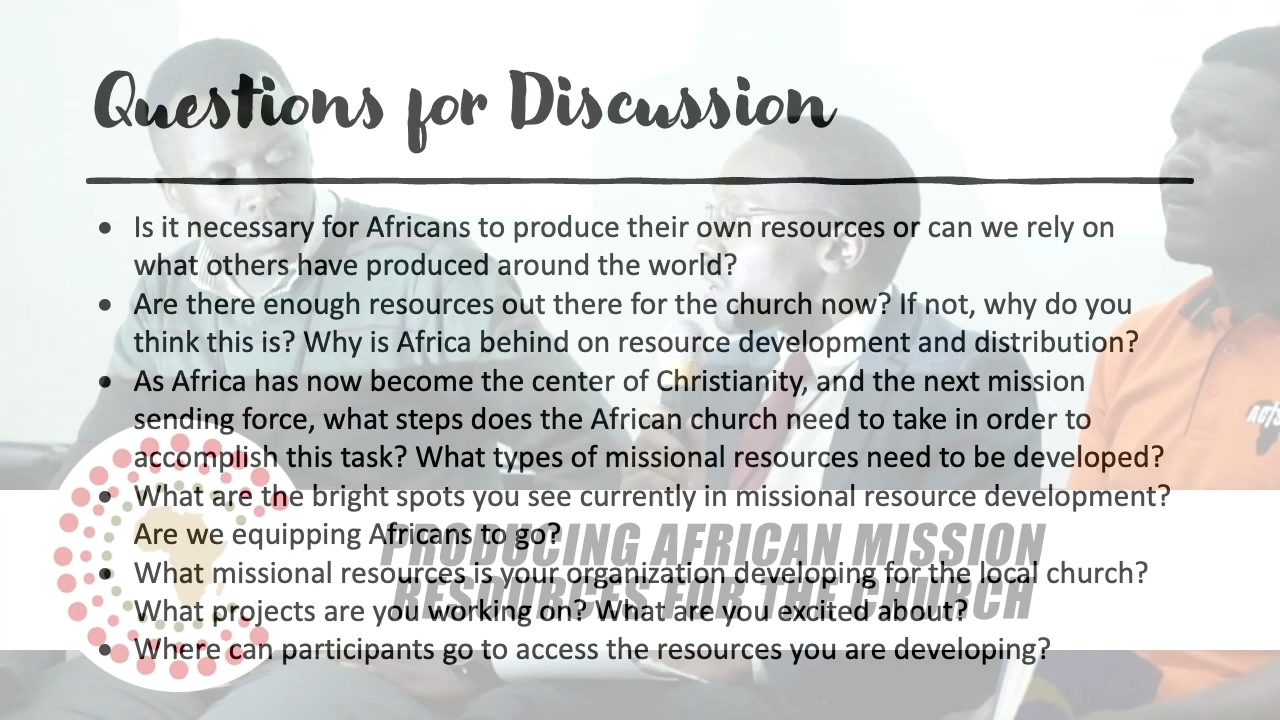 Questions for Discussion
• Is it necessary for Africans to produce their own resources or can we rely on
what others have produced around the world?
• Are there enough resources out there for the church now? If not, why do you
think this is? Why is Africa behind on resource development and distribution?
• As Africa has now become the center of Christianity, and the next mission
sending force, what steps does the African church need to take in order to
accomplish this task? What types of missional resources need to be developed?
• What are the bright spots you see currently in missional resource development?
Are we equipping Africans to go?
• What missional resources is your organization developing for the local church?
What projects are you working on? What are you excited about?
• Where can participants go to access the resources you are developing?
PRODUCING AFRICAN MISSION
RESOURCES FOR THE CHURCH